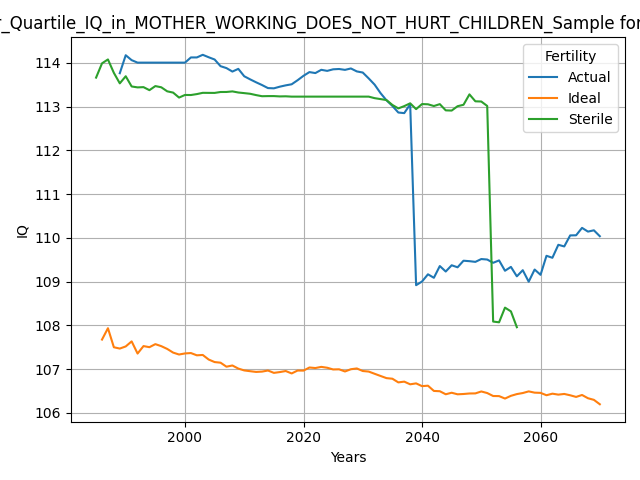 _Quartile_IQ_in_MOTHER_WORKING_DOES_NOT_HURT_CHILDREN_Sample for
Fertility
Actual
Ideal
Sterile
114
113
112
111
110
109
108
107
106
IQ
2000
2020
2040
2060
Years